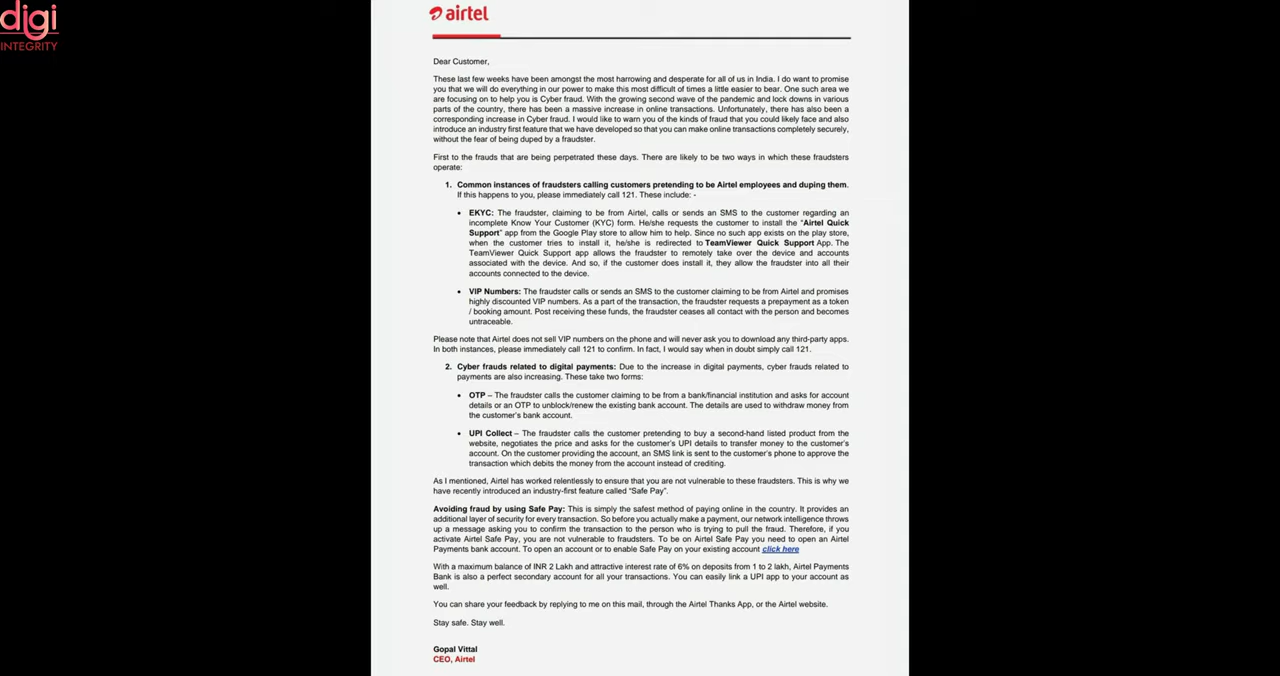 digi
INTEGRITY
airtel
Dear Customer,
These last few weeks have been amongst the most harrowing and desperate for all of us in India. I do want to promise
you that we will do everything in our power to make this most difficult of times a little easier to bear. One such area we
are focusing on to help you is Cyber fraud. With the growing second wave of the pandemic and lock downs in various
parts of the country, there has been a massive increase in online transactions. Unfortunately, there has also been a
corresponding increase in Cyber fraud. I would like to warn you of the kinds of fraud that you could likely face and also
introduce an industry first feature that we have developed so that you can make online transactions completely securely,
without the fear of being duped by a fraudster.
First to the frauds that are being perpetrated these days. There are likely to be two ways in which these fraudsters
operate:
1. Common instances of fraudsters calling customers pretending to be Airtel employees and duping them.
If this happens to you, please immediately call 121. These include: -
• EKYC: The fraudster, claiming to be from Airtel, calls or sends an SMS to the customer regarding an
incomplete Know Your Customer (KYC) form. He/she requests the customer to install the “Airtel Quick
Support” app from the Google Play store to allow him to help. Since no such app exists on the play store,
when the customer tries to install it, he/she is redirected to TeamViewer Quick Support App. The
TeamViewer Quick Support app allows the fraudster to remotely take over the device and accounts
associated with the device. And so, if the customer does install it, they allow the fraudster into all their
accounts connected to the device.
• VIP Numbers: The fraudster calls or sends an SMS to the customer claiming to be from Airtel and promises
highly discounted VIP numbers. As a part of the transaction, the fraudster requests a prepayment as a token
/ booking amount. Post receiving these funds, the fraudster ceases all contact with the person and becomes
untraceable.
Please note that Airtel does not sell VIP numbers on the phone and will never ask you to download any third-party apps.
In both instances, please immediately call 121 to confirm. In fact, I would say when in doubt simply call 121.
2. Cyber frauds related to digital payments: Due to the increase in digital payments, cyber frauds related to
payments are also increasing. These take two forms:
• OTP – The fraudster calls the customer claiming to be from a bank/financial institution and asks for account
details or an OTP to unblock/renew the existing bank account. The details are used to withdraw money from
the customer's bank account.
• UPI Collect – The fraudster calls the customer pretending to buy a second-hand listed product from the
website, negotiates the price and asks for the customer's UPI details to transfer money to the customer's
account. On the customer providing the account, an SMS link is sent to the customer's phone to approve the
transaction which debits the money from the account instead of crediting.
As I mentioned, Airtel has worked relentlessly to ensure that you are not vulnerable to these fraudsters. This is why we
have recently introduced an industry-first feature called “Safe Pay”.
Avoiding fraud by using Safe Pay: This is simply the safest method of paying online in the country. It provides an
additional layer of security for every transaction. So before you actually make a payment, our network intelligence throws
up a message asking you to confirm the transaction to the person who is trying to pull the fraud. Therefore, if you
activate Airtel Safe Pay, you are not vulnerable to fraudsters. To be on Airtel Safe Pay you need to open an Airtel
Payments bank account. To open an account or to enable Safe Pay on your existing account click here
With a maximum balance of INR 2 Lakh and attractive interest rate of 6% on deposits from 1 to 2 lakh, Airtel Payments
Bank is also a perfect secondary account for all your transactions. You can easily link a UPI app to your account as
well.
You can share your feedback by replying to me on this mail, through the Airtel Thanks App, or the Airtel website.
Stay safe. Stay well.
Gopal Vittal
CEO, Airtel